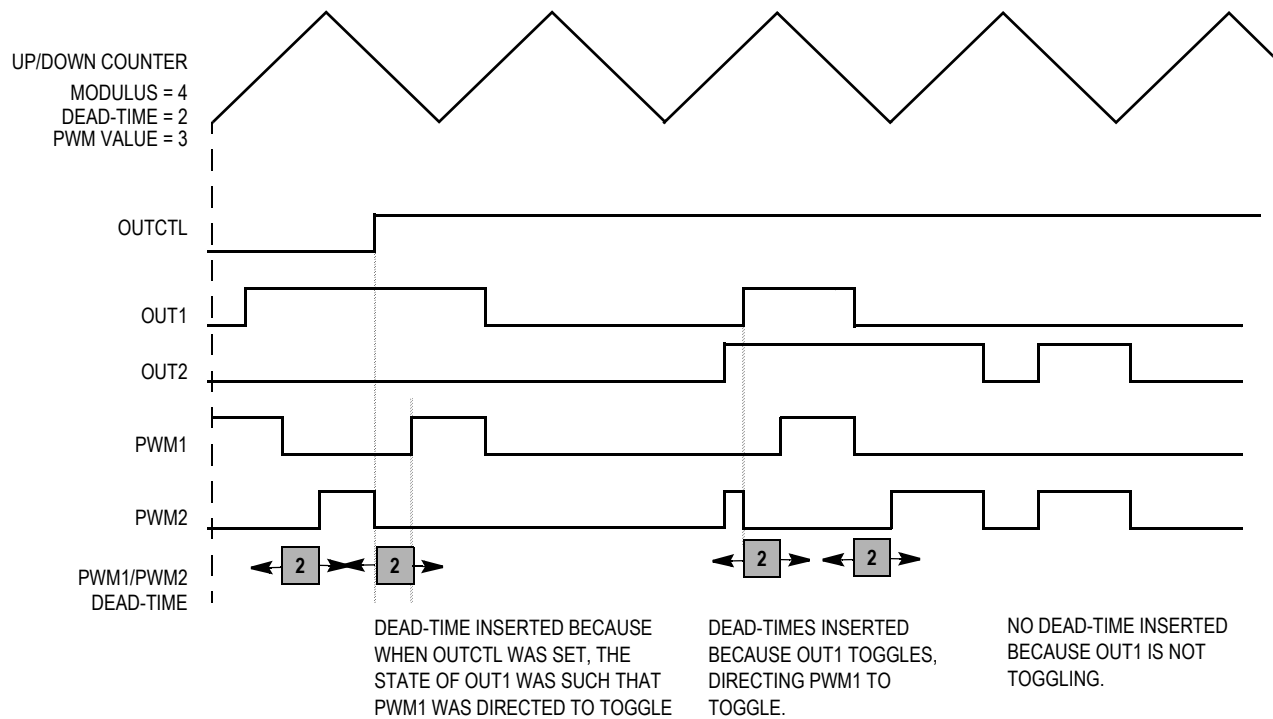 UP/DOWN COUNTER
MODULUS = 4
DEAD-TIME = 2
PWM VALUE = 3
OUTCTL
OUT1
OUT2
PWM1
PWM2
PWM1/PWM2
DEAD-TIME
2
2
2
2
DEAD-TIME INSERTED BECAUSE
WHEN OUTCTL WAS SET, THE
STATE OF OUT1 WAS SUCH THAT
PWM1 WAS DIRECTED TO TOGGLE
DEAD-TIMES INSERTED
BECAUSE OUT1 TOGGLES,
DIRECTING PWM1 TO
TOGGLE.
NO DEAD-TIME INSERTED
BECAUSE OUT1 IS NOT
TOGGLING.